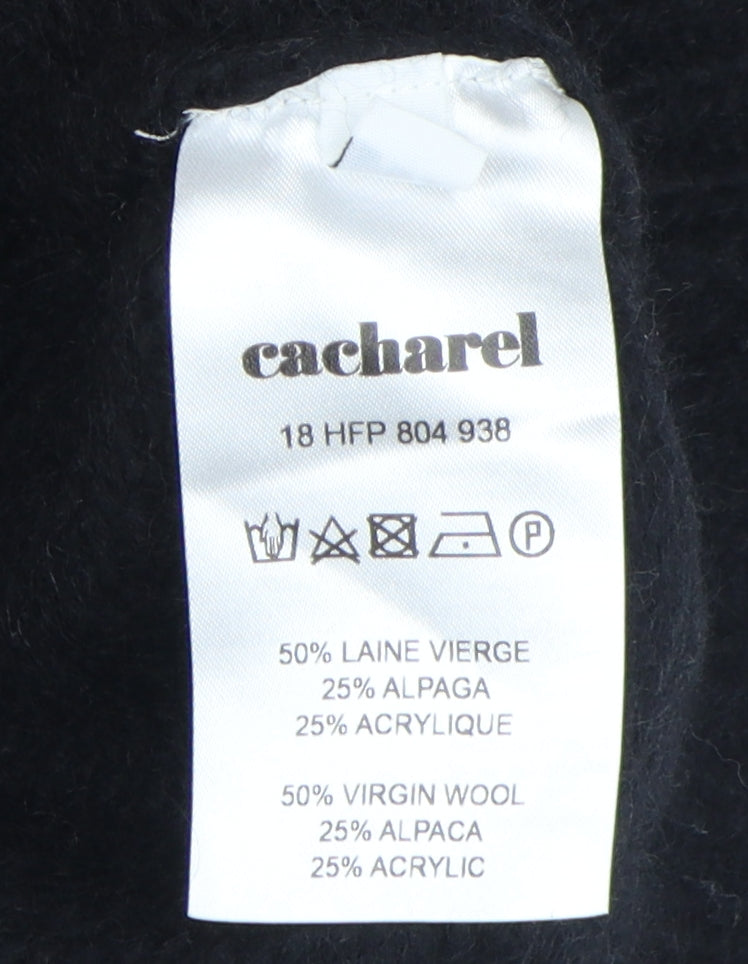 cacharel
18 HFP 804 938
P
50% LAINE VIERGE
25% ALPAGA
25% ACRYLIQUE
50% VIRGIN WOOL
25% ALPACA
25% ACRYLIC